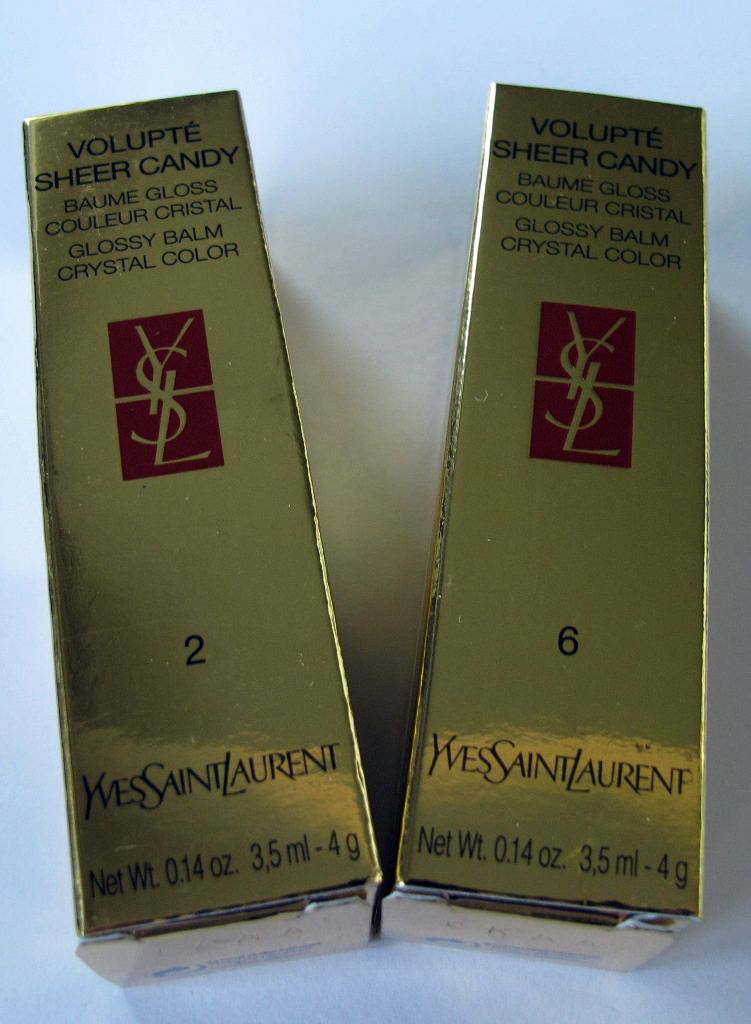 VOLUPTÉ
SHEER CANDY
BAUME GLOSS
COULEUR CRISTAL
GLOSSY BALM
CRYSTAL COLOR
YSL
2
YVESSAINTLAURENT
Net Wt. 0.14 oz. 3,5 ml - 4 g
VOLUPTÉ
SHEER CANDY
BAUME GLOSS
COULEUR CRISTAL
GLOSSY BALM
CRYSTAL COLOR
YSL
6
YVESSAINTLAURENT
Net Wt. 0.14 oz. 3,5 ml - 4 g